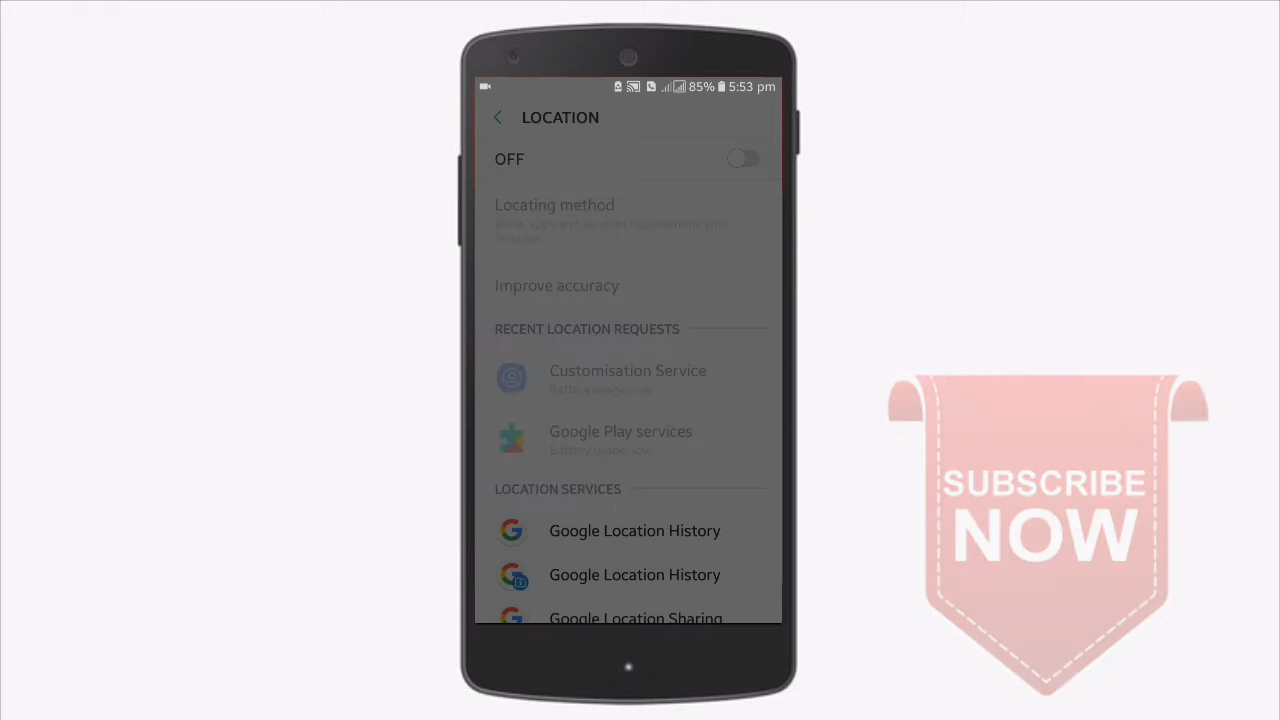 85% 5:53 pm
LOCATION
OFF
Locating method
Improve accuracy
RECENT LOCATION REQUESTS
Customisation Service
Google Play services
LOCATION SERVICES
Google Location History
Google Location History
Google Location Sharing
SUBSCRIBE
NOW